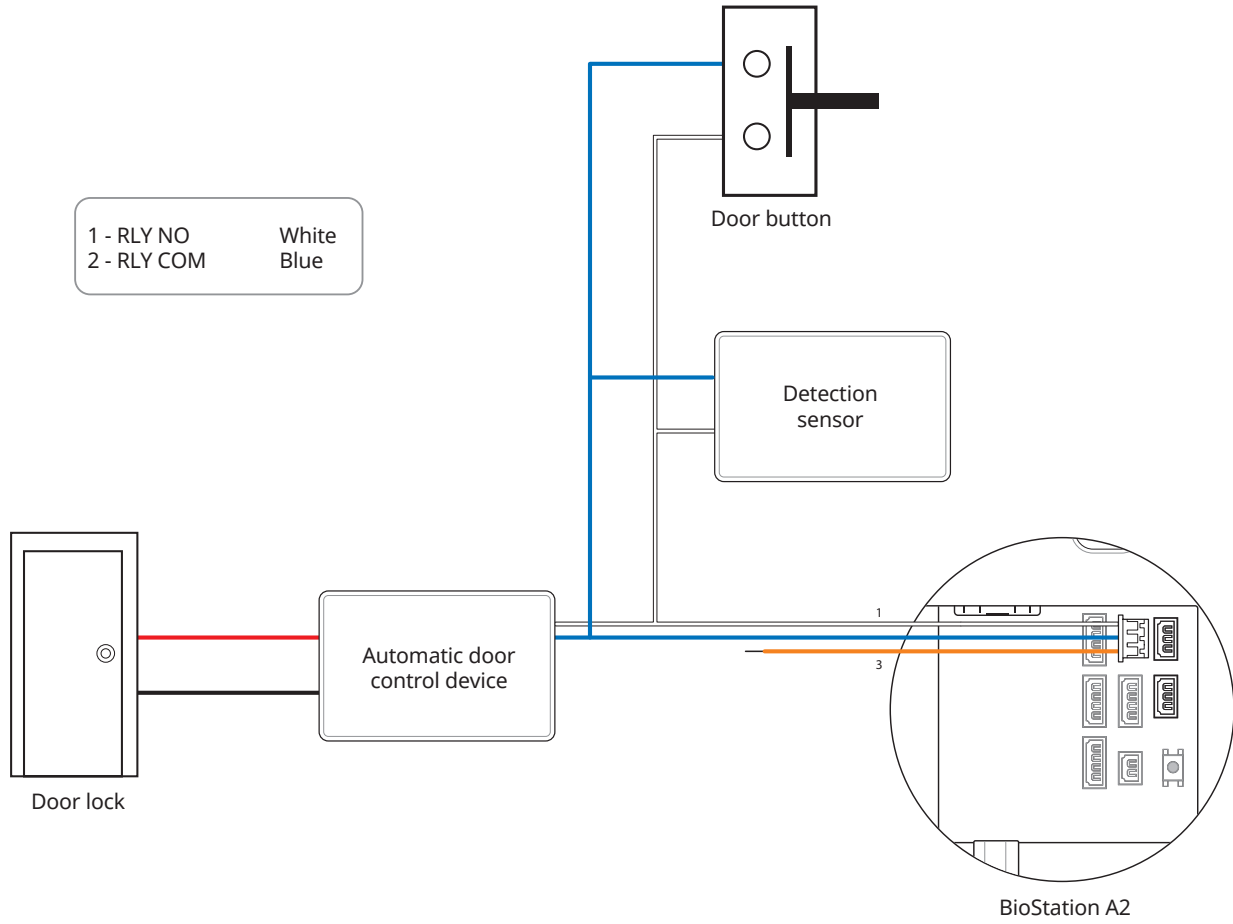 Door button
1 - RLY NO White
2 - RLY COM Blue
Detection
sensor
1
3
Automatic door
control device
Door lock
BioStation A2